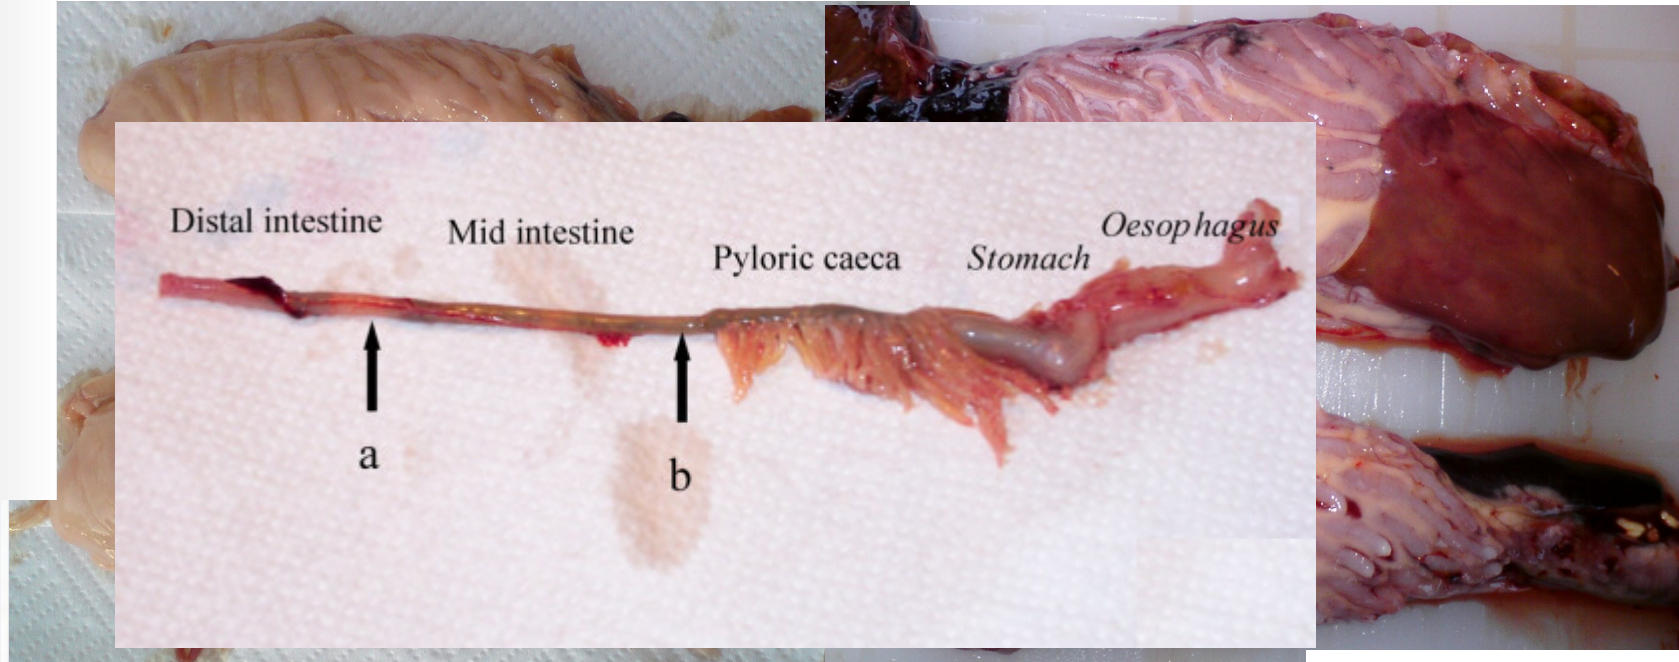 Distal intestine
Mid intestine
Pyloric caeca
Stomach
Oesophagus
a
b